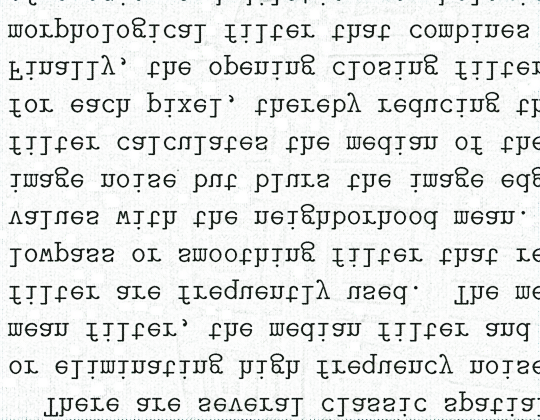 There are several classic spatial
or eliminating high frequency noise
mean filter, the median filter and
filter are frequently used. The me
lowpass or smoothing filter that re
values with the neighborhood mean.
image noise but blurs the image edg
filter calculates the median of the
for each pixel, thereby reducing th
Finally, the opening closing filter
morphological filter that combines